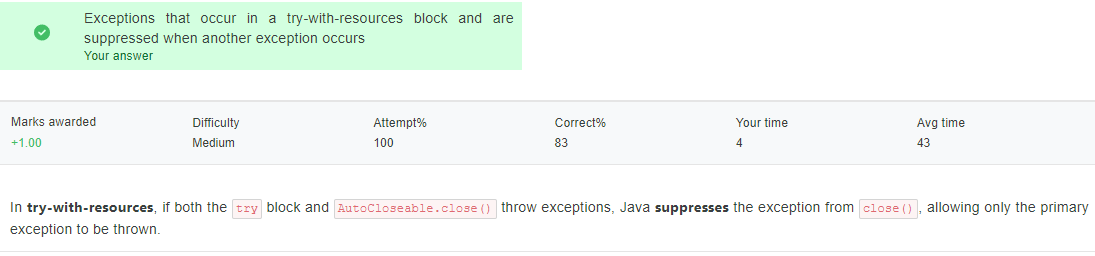 Exceptions that occur in a try-with-resources block and are
suppressed when another exception occurs
Your answer
Marks awarded Difficulty Attempt% Correct% Your time Avg time
+1.00 Medium 100 83 4 43
In try-with-resources, if both the try block and AutoCloseable.close() throw exceptions, Java suppresses the exception from close(), allowing only the primary
exception to be thrown.